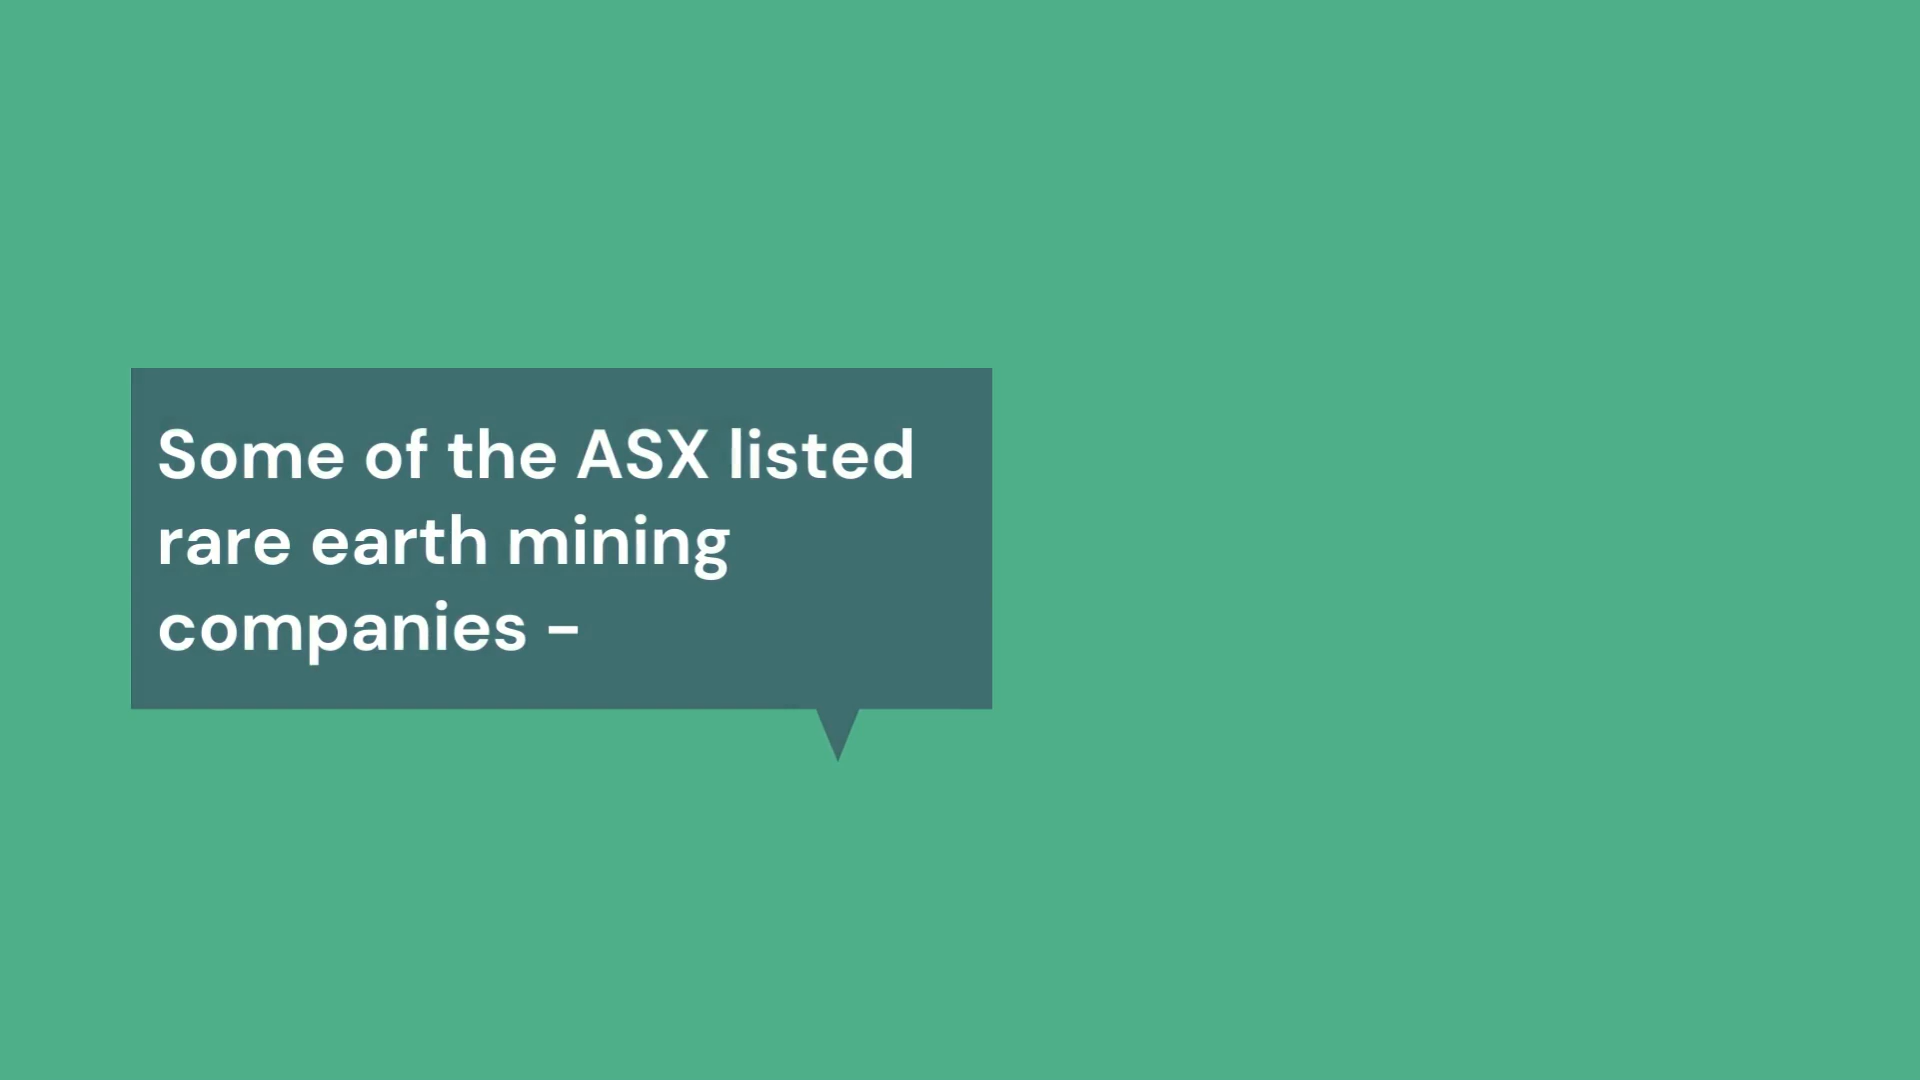 Some of the ASX listed
rare earth mining
companies -